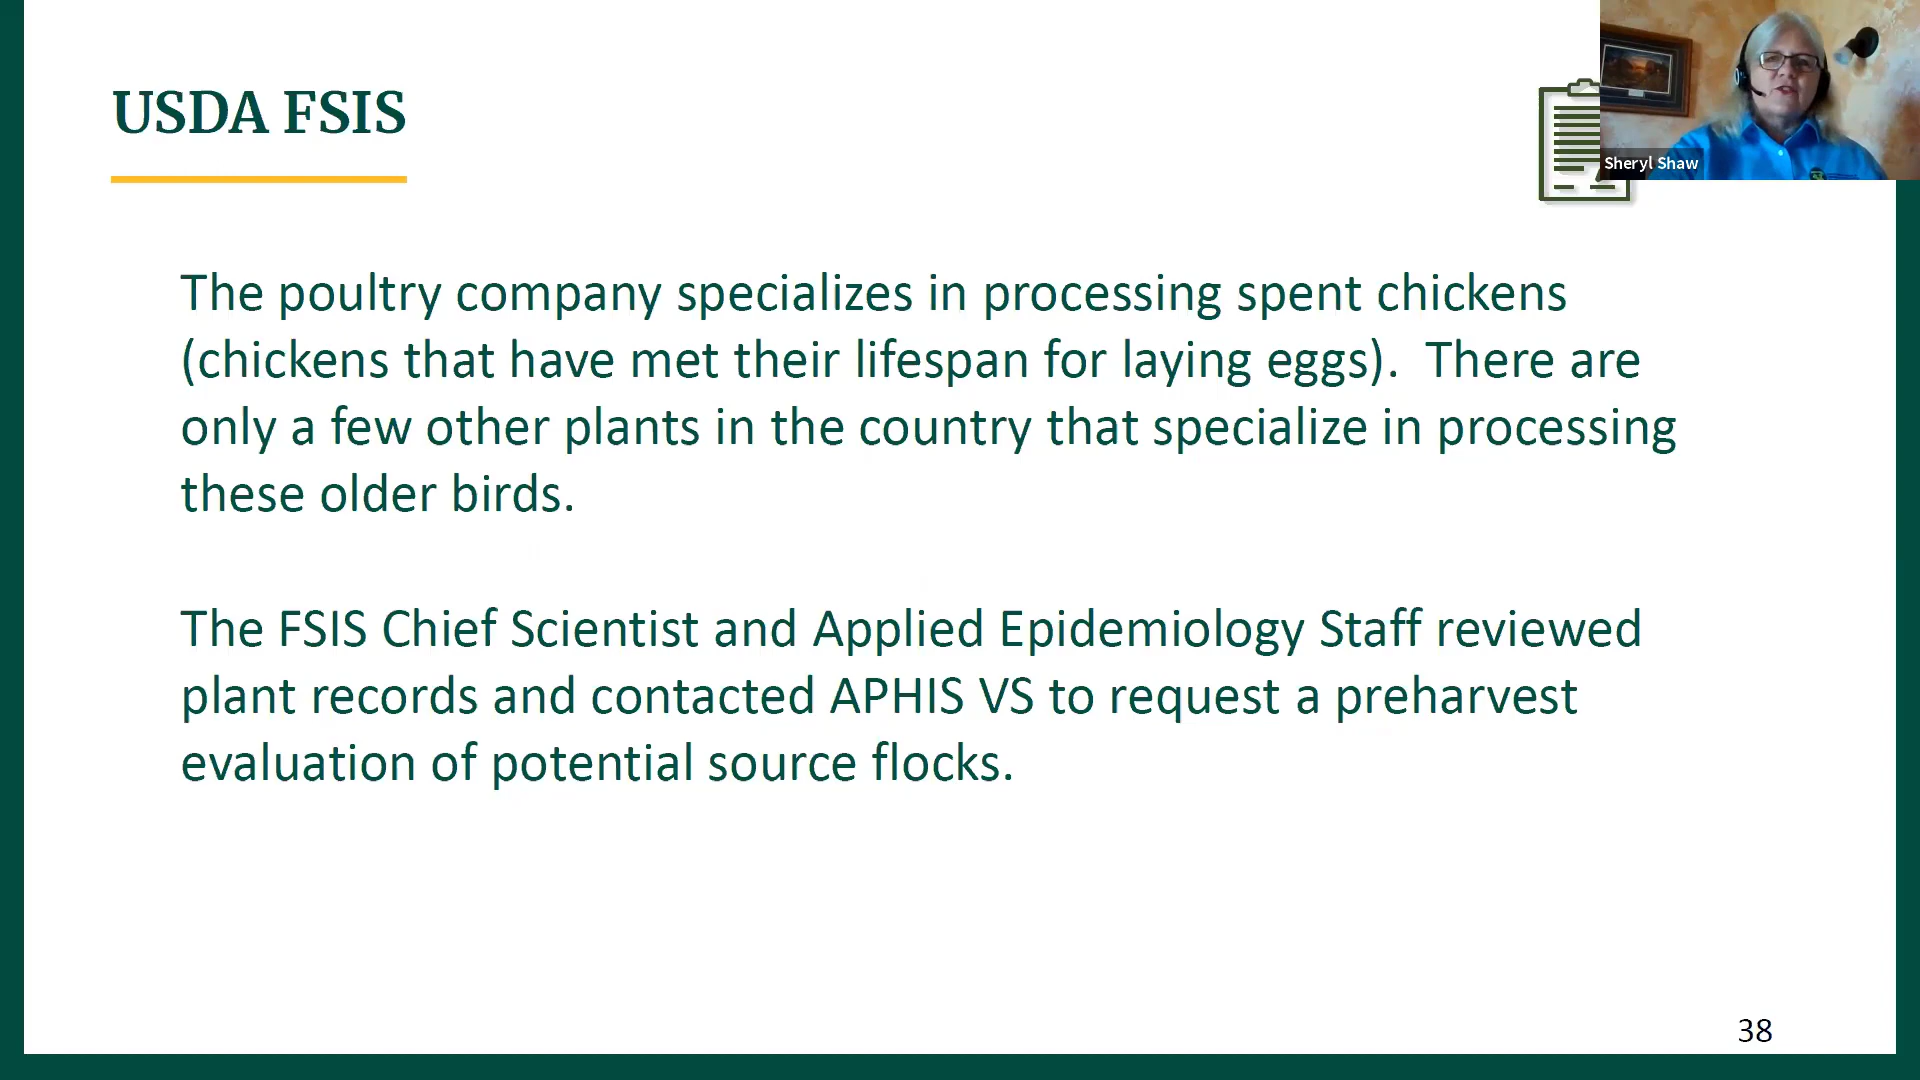 USDA FSIS
Sheryl Shaw
The poultry company specializes in processing spent chickens
(chickens that have met their lifespan for laying eggs).  There are
only a few other plants in the country that specialize in processing
these older birds.
The FSIS Chief Scientist and Applied Epidemiology Staff reviewed
plant records and contacted APHIS VS to request a preharvest
evaluation of potential source flocks.
38